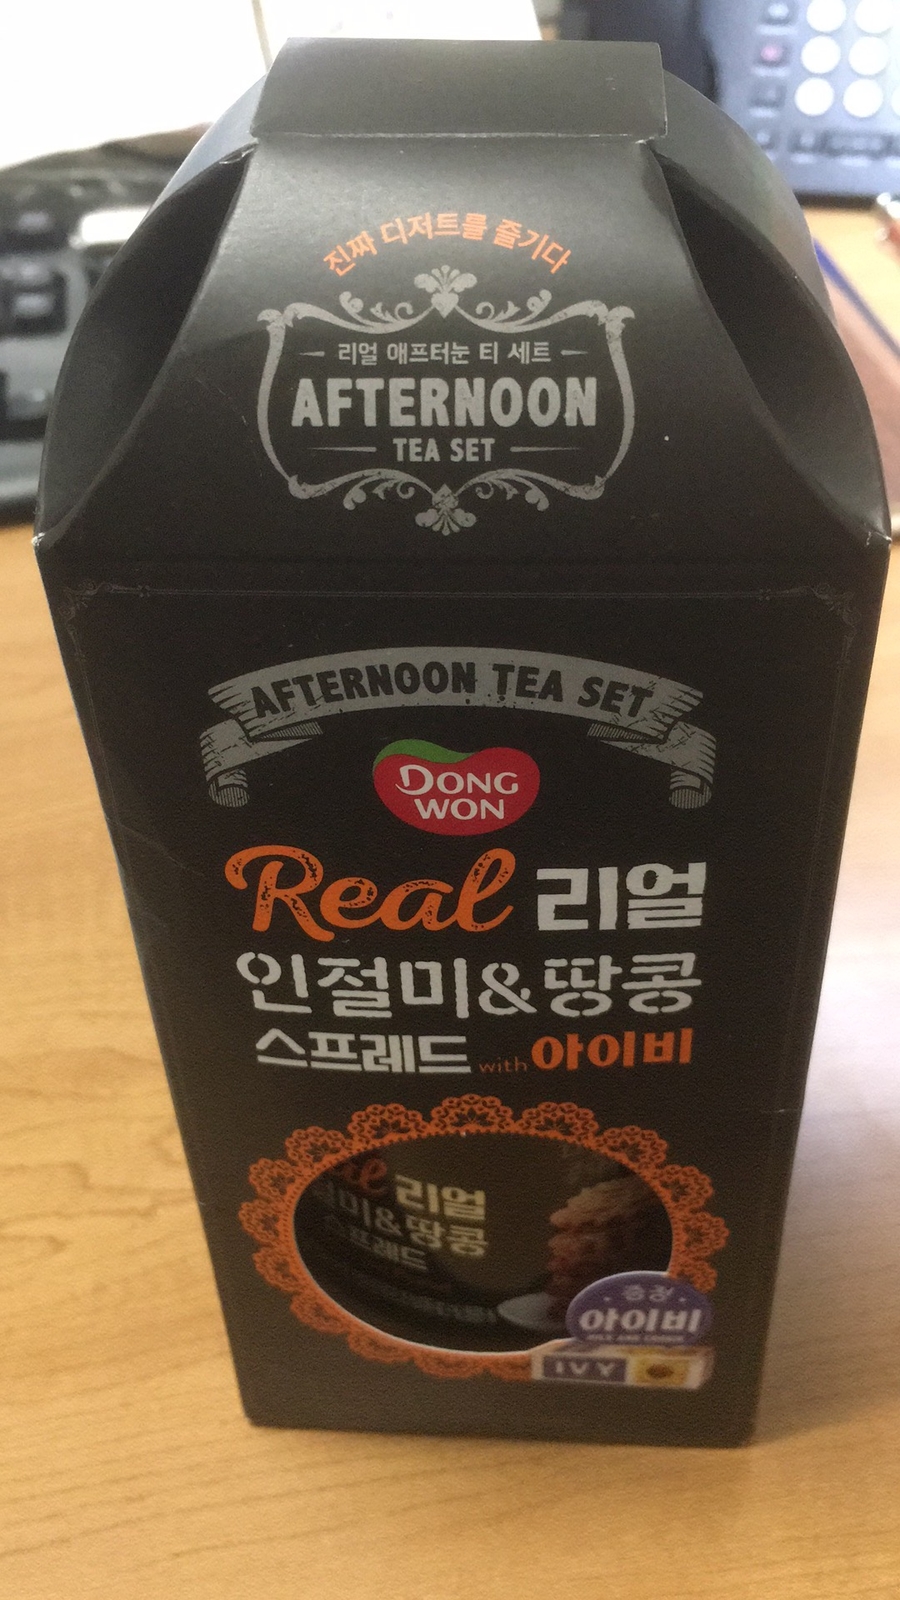 진짜 디저트를 즐기다
리얼 애프터눈 티 세트
AFTERNOON
TEA SET
AFTERNOON TEA SET
DONG
WON
Real 리얼
인절미&땅콩
스프레드 with 아이비
리얼
미&땅콩
스프레드
증정
아이비
IVY